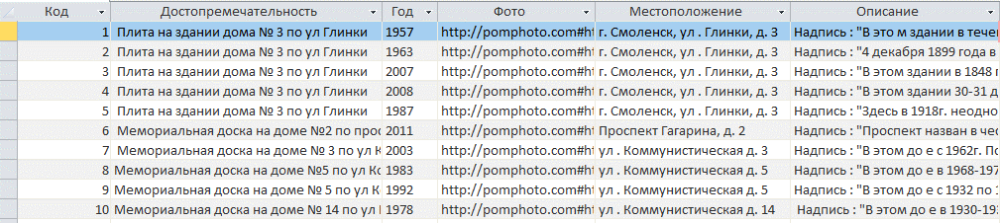 Код Достопремечательность Год Фото Местоположение Описание
1 Плита на здании дома № 3 по ул Глинки 1957 http://pomphoto.com#ht г. Смоленск, ул . Глинки, д. 3 Надпись : "В это м здании в течен
2 Плита на здании дома № 3 по ул Глинки 1963 http://pomphoto.com#ht г. Смоленск, ул . Глинки, д. 3 Надпись : "4 декабря 1899 года в
3 Плита на здании дома № 3 по ул Глинки 2007 http://pomphoto.com#ht г. Смоленск, ул . Глинки, д. 3 Надпись : "В этом здании в 1848 г
4 Плита на здании дома № 3 по ул Глинки 2008 http://pomphoto.com#ht г. Смоленск, ул . Глинки, д. 3 Надпись : "В этом здании 30-31 д
5 Плита на здании дома № 3 по ул Глинки 1987 http://pomphoto.com#ht г. Смоленск, ул . Глинки, д. 3 Надпись : "Здесь в 1918г. неодно
6 Мемориальная доска на доме №2 по прос 2011 http://pomphoto.com#ht Проспект Гагарина, д. 2 Надпись : "Проспект назван в чес
7 Мемориальная доска на доме № 3 по ул К 2003 http://pomphoto.com#ht ул . Коммунистическая д. 3 Надпись : "В этом до е с 1962г. По
8 Мемориальная доска на доме №5 по ул Ко 1983 http://pomphoto.com#ht ул . Коммунистическая д. 5 Надпись : "В этом до е в 1968-197
9 Мемориальная доска на доме № 5 по ул Ко 1992 http://pomphoto.com#ht ул . Коммунистическая д. 5 Надпись : "В этом до е с 1932 по 1
10 Мемориальная доска на доме № 14 по ул 1978 http://pomphoto.com#ht ул . Коммунистическая д. 14 Надпись : "В этом до е в 1930-193